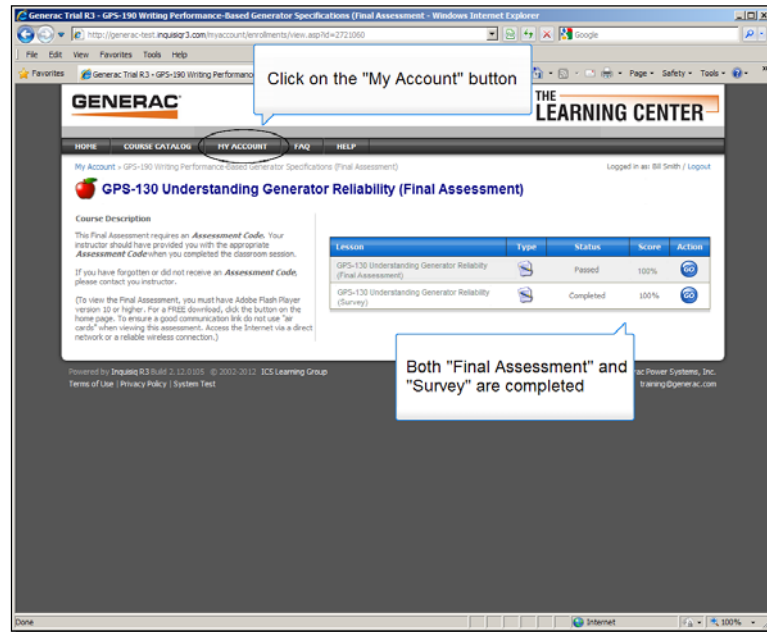 Generac Trial R3 - GPS-190 Writing Performance-Based Generator Specifications (Final Assessment - Windows Internet Explorer
http://generac-test.inquisiqr3.com/myaccount/enrollments/view.asp?id=2721060
Google
File Edit View Favorites Tools Help
Favorites
Generac Trial R3 - GPS-190 Writing Performanc
Page Safety Tools
Click on the "My Account" button
GENERAC
THE
LEARNING CENTER
HOME COURSE CATALOG MY ACCOUNT FAQ HELP
My Account > GPS-190 Writing Performance-Based Generator Specifications (Final Assessment)
Logged in as: Bill Smith / Logout
GPS-130 Understanding Generator Reliability (Final Assessment)
Course Description
This Final Assessment requires an Assessment Code. Your
instructor should have provided you with the appropriate
Assessment Code when you completed the classroom session.
If you have forgotten or did not receive an Assessment Code,
please contact you instructor.
(To view the Final Assessment, you must have Adobe Flash Player
version 10 or higher. For a FREE download, click the button on the
home page. To ensure a good communication link do not use "air
cards" when viewing this assessment. Access the Internet via a direct
network or a reliable wireless connection.)
Lesson Type Status Score Action
GPS-130 Understanding Generator Reliability
(Final Assessment)
Passed 100% GO
GPS-130 Understanding Generator Reliability
(Survey)
Completed 100% GO
Both "Final Assessment" and
"Survey" are completed
Powered by Inquisiq R3 Build 2.12.0105 © 2002-2012 ICS Learning Group
Terms of Use | Privacy Policy | System Test
Power Systems, Inc.
training@generac.com
Done
Internet
100%